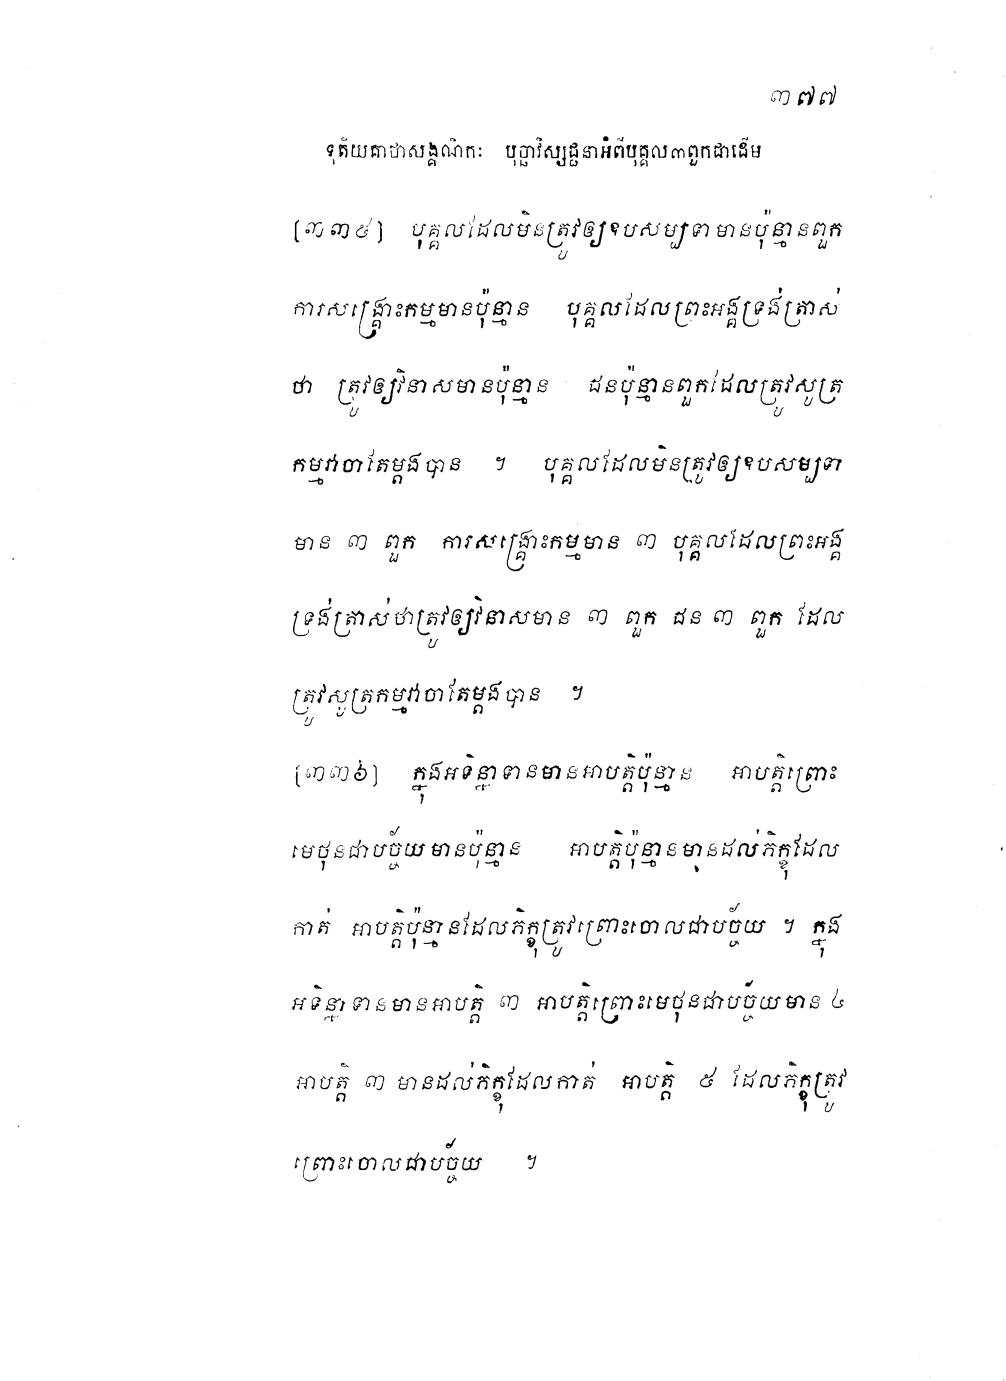 ៣៧៧
ទុតិយគាថាសង្គណិកៈ បុច្ឆាវិស្សជ្ជនាអំពីបុគ្គល៣ពួកជាដើម
[៣៣៥] បុគ្គលដែលមិនត្រូវឲ្យឧបសម្បទាមានប៉ុន្មានពួក
ការសង្គ្រោះកម្មមានប៉ុន្មាន បុគ្គលដែលព្រះអង្គទ្រង់ត្រាស់
ថា ត្រូវឲ្យវិនាសមានប៉ុន្មាន ជនប៉ុន្មានពួកដែលត្រូវសូត្រ
កម្មវាចាតែម្តងបាន ។ បុគ្គលដែលមិនត្រូវឲ្យឧបសម្បទា
មាន ៣ ពួក ការសង្គ្រោះកម្មមាន ៣ បុគ្គលដែលព្រះអង្គ
ទ្រង់ត្រាស់ថាត្រូវឲ្យវិនាសមាន ៣ ពួក ជន ៣ ពួក ដែល
ត្រូវសូត្រកម្មវាចាតែម្តងបាន ។
[៣៣៦] ក្នុងអទិន្នាទានមានអាបត្តិប៉ុន្មាន អាបត្តិព្រោះ
មេថុនជាបច្ច័យមានប៉ុន្មាន អាបត្តិប៉ុន្មានមានដល់ភិក្ខុដែល
កាត់ អាបត្តិប៉ុន្មានដែលភិក្ខុត្រូវព្រោះចោលជាបច្ច័យ ។ ក្នុង
អទិន្នាទានមានអាបត្តិ ៣ អាបត្តិព្រោះមេថុនជាបច្ច័យមាន ៤
អាបត្តិ ៣ មានដល់ភិក្ខុដែលកាត់ អាបត្តិ ៥ ដែលភិក្ខុត្រូវ
ព្រោះចោលជាបច្ច័យ ។